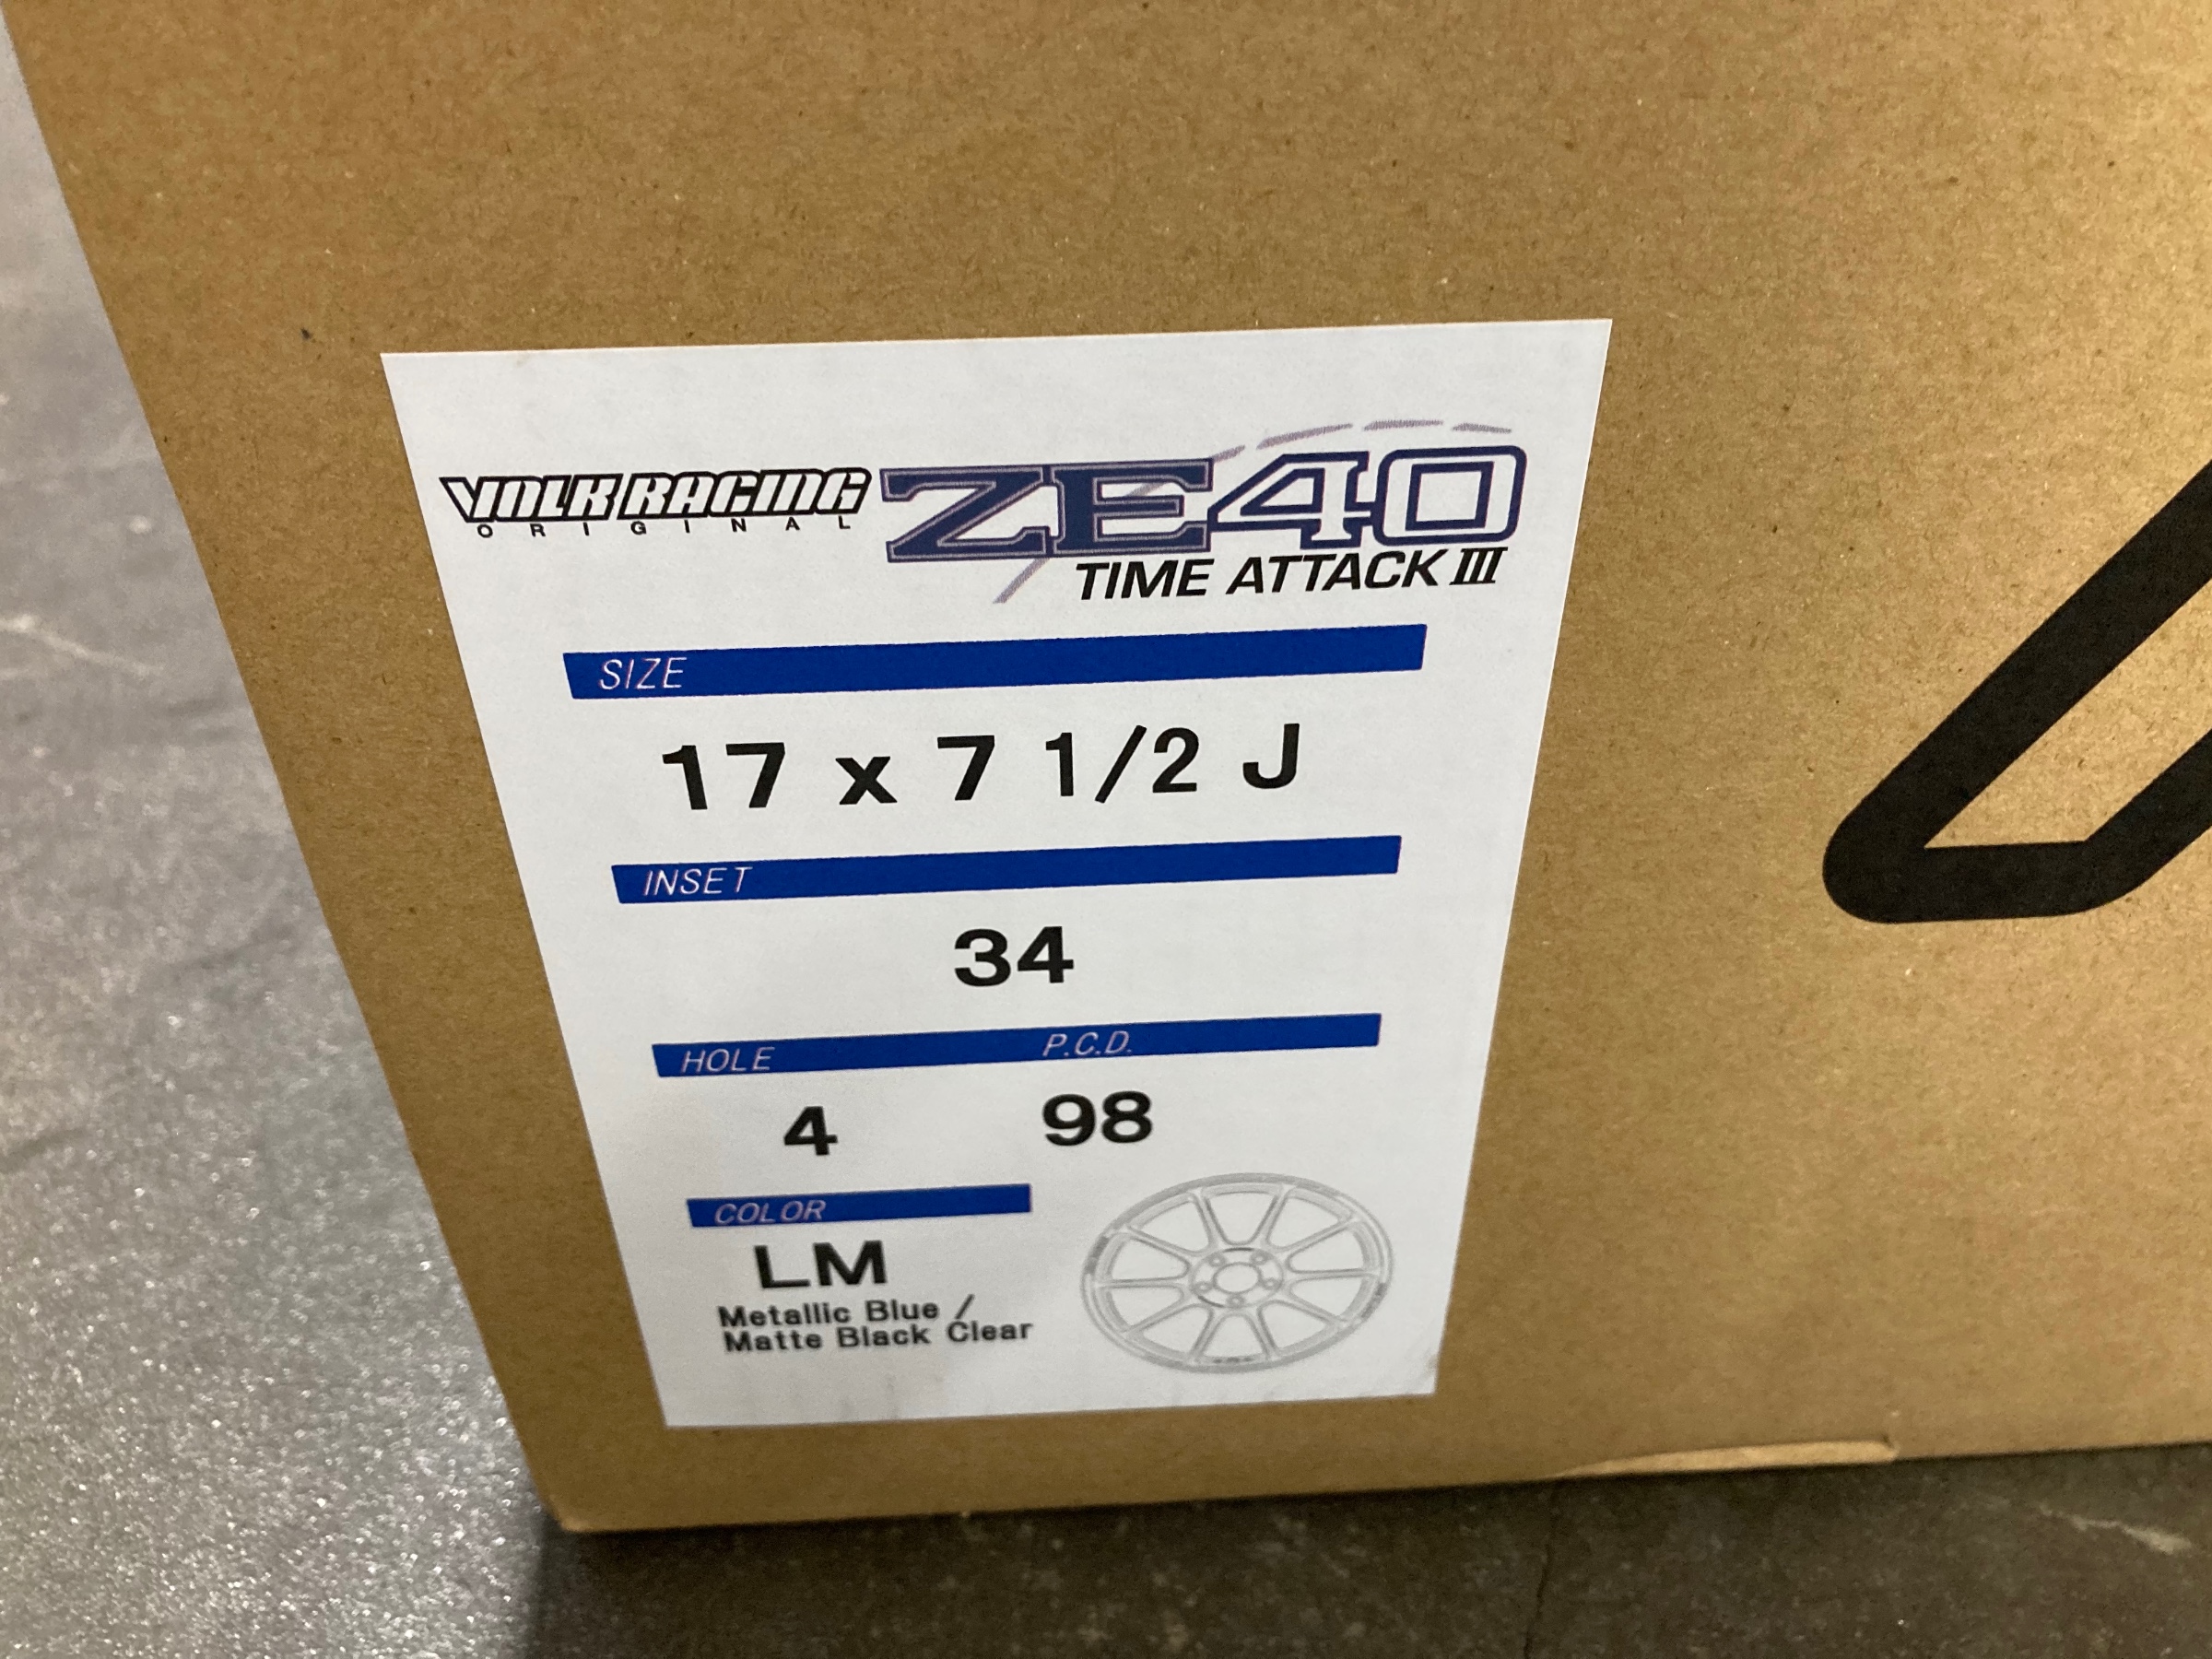 VOLK RACING ZE40
ORIGINAL
TIME ATTACK III
SIZE
17 x 7 1/2 J
INSET
34
HOLE P.C.D.
4 98
COLOR
LM
Metallic Blue /
Matte Black Clear